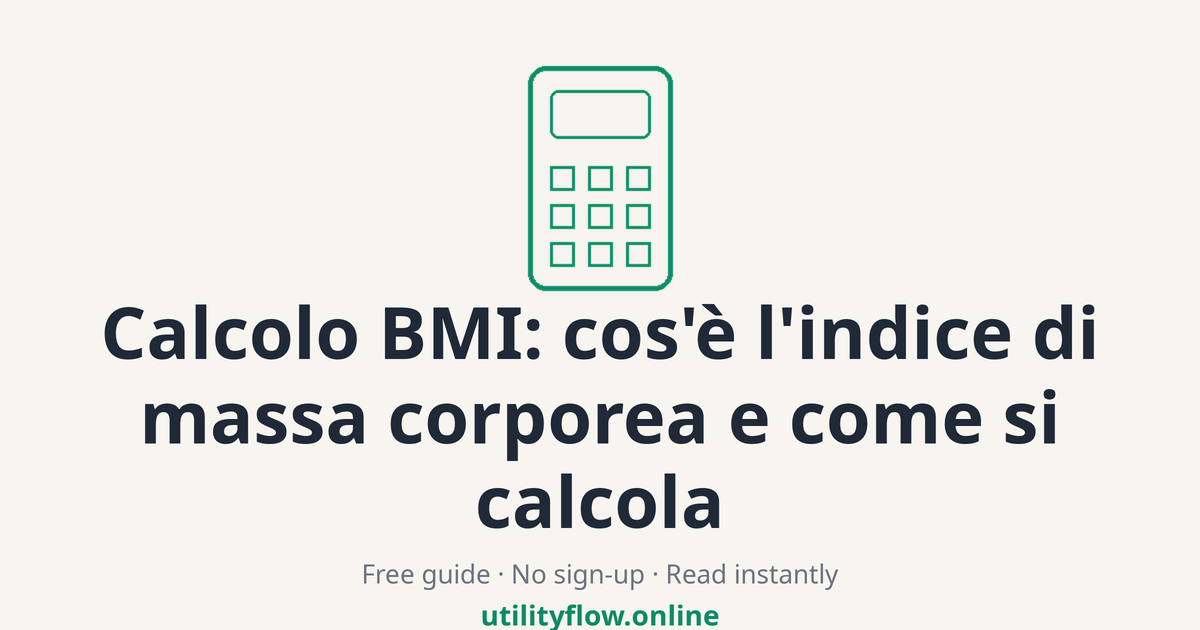 Calcolo BMI: cos'è l'indice di
massa corporea e come si
calcola
Free guide · No sign-up · Read instantly
utilityflow.online